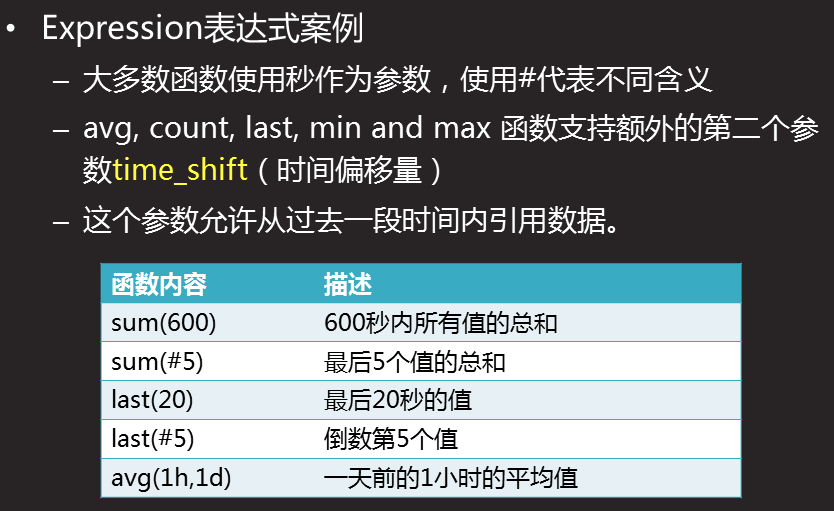 • Expression表达式案例
– 大多数函数使用秒作为参数，使用#代表不同含义
– avg, count, last, min and max 函数支持额外的第二个参
数time_shift（时间偏移量）
– 这个参数允许从过去一段时间内引用数据。
函数内容 描述
sum(600) 600秒内所有值的总和
sum(#5) 最后5个值的总和
last(20) 最后20秒的值
last(#5) 倒数第5个值
avg(1h,1d) 一天前的1小时的平均值